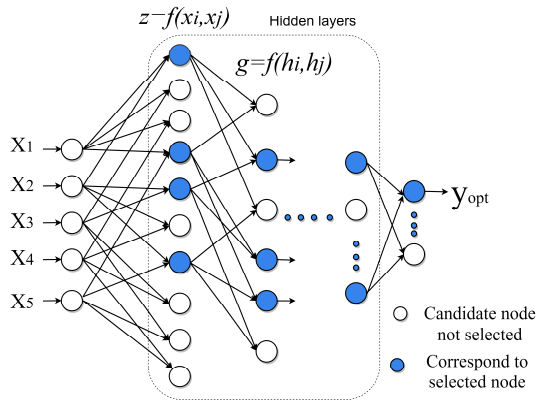 z=f(xi,xj)
Hidden layers
g=f(hi,hj)
X1
X2
X3
X4
X5
yopt
Candidate node
not selected
Correspond to
selected node